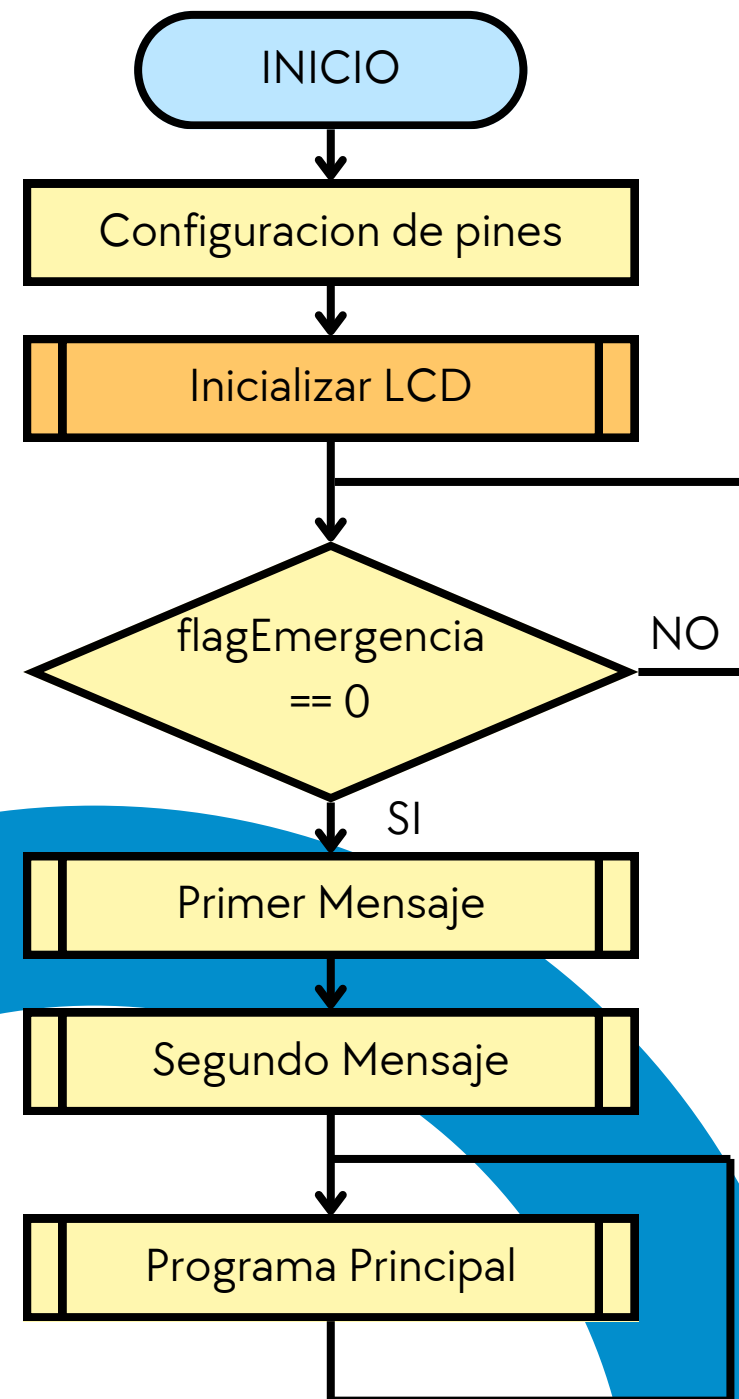 INICIO
Configuracion de pines
Inicializar LCD
flagEmergencia
== 0
NO
SI
Primer Mensaje
Segundo Mensaje
Programa Principal